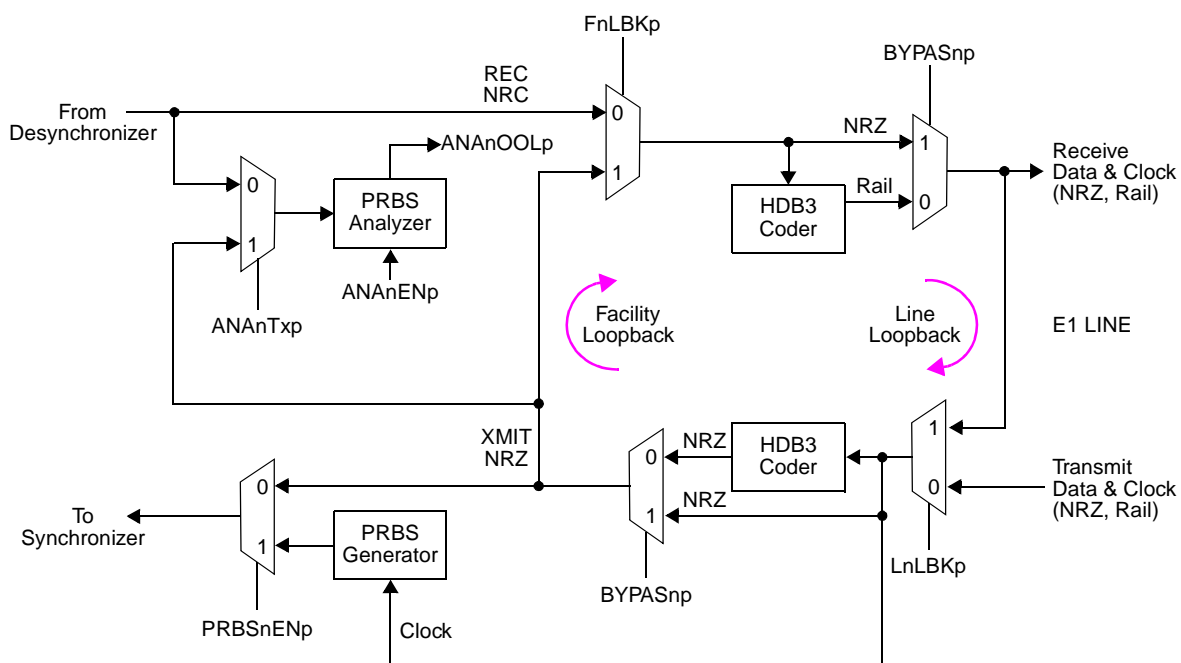 FnLBKp
BYPASnp
REC
NRC
From
Desynchronizer
0
ANAnOOLp
NRZ
1
Receive
Data & Clock
(NRZ, Rail)
0
PRBS
Analyzer
1
Rail
HDB3
Coder
0
1
ANAnENp
ANAnTxp
Facility
Loopback
Line
Loopback
E1 LINE
XMIT
NRZ
NRZ
HDB3
Coder
1
0
0
0
Transmit
Data & Clock
(NRZ, Rail)
To
Synchronizer
1
PRBS
Generator
NRZ
1
LnLBKp
BYPASnp
PRBSnENp
Clock